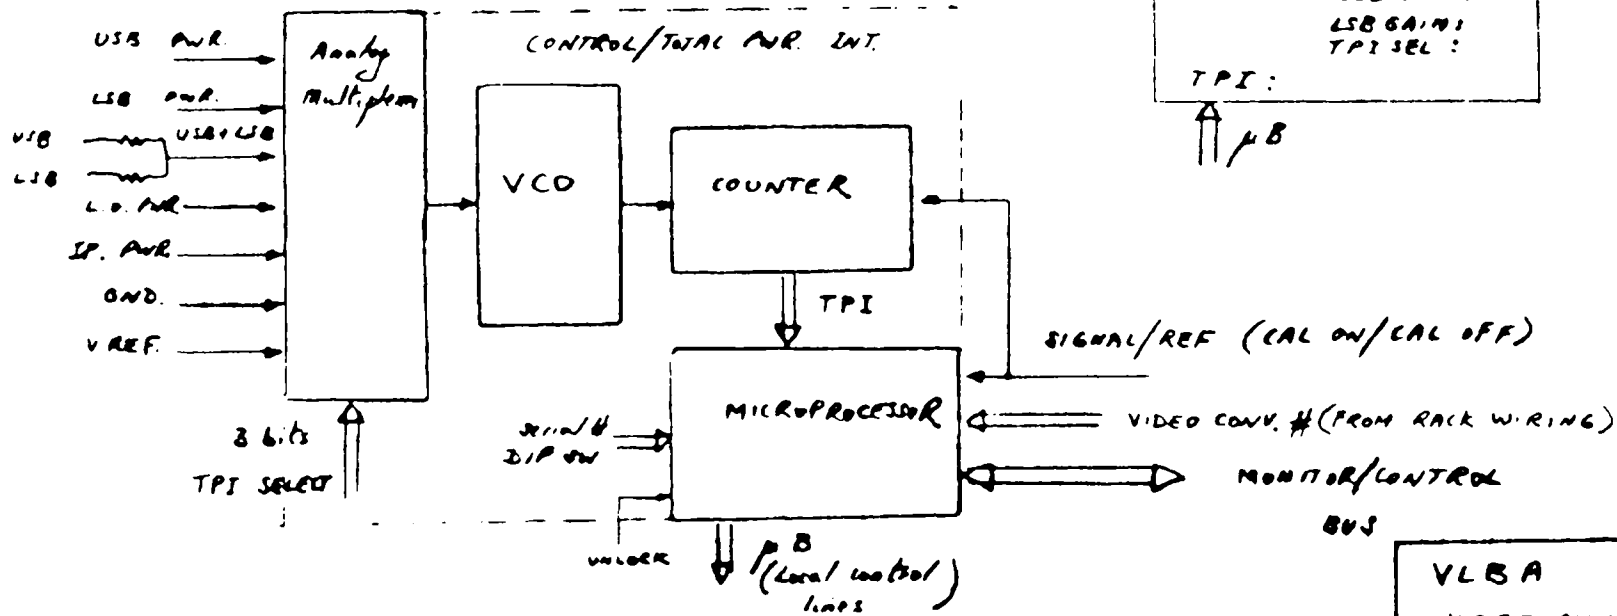 CONTROL/TOTAL PWR. INT.
LSB GAIN:
TPI SEL :
TPI :
μB
USB PWR.
LSB PWR.
USB
USB+LSB
LSB
L.O. PWR
IP. PWR
GND.
V REF.
Analog
Multiplexer
VCO
COUNTER
TPI
MICROPROCESSOR
3 bits
TPI SELECT
serial #
DIP SW
UNLOCK
μB
(Local control
lines)
SIGNAL/REF (CAL ON/CAL OFF)
VIDEO CONV. # (FROM RACK WIRING)
MONITOR/CONTROL
BUS
VLBA